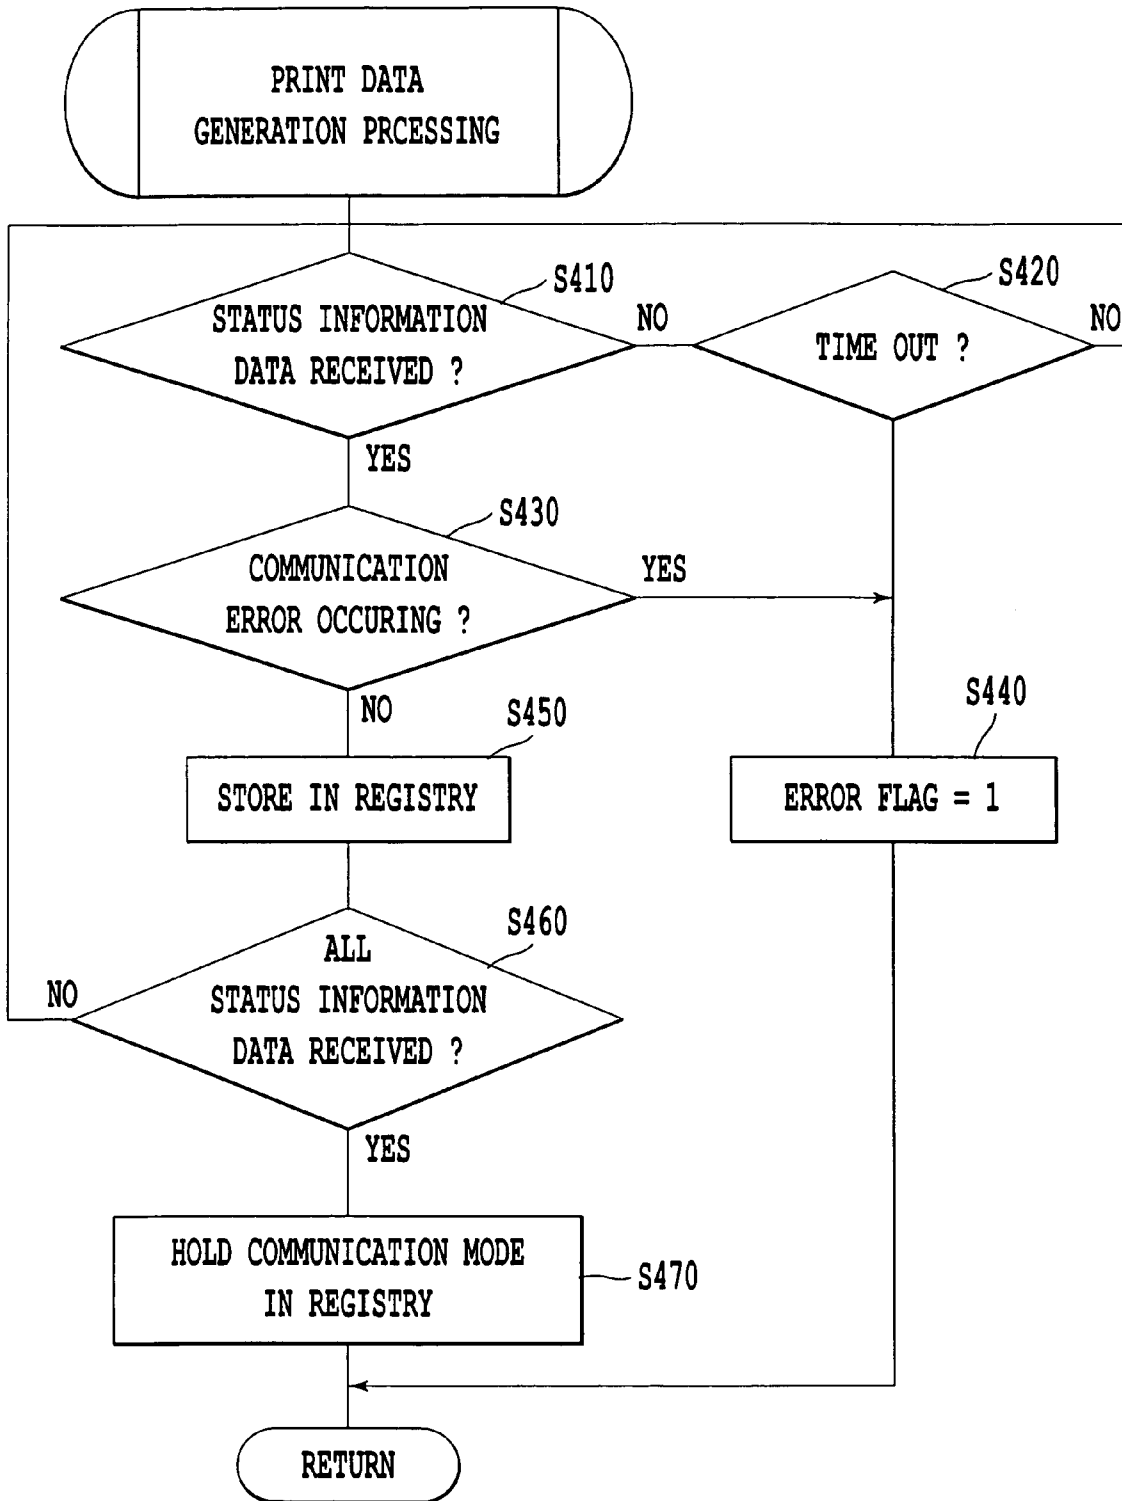 PRINT DATA
GENERATION PRCESSING
S410
STATUS INFORMATION
DATA RECEIVED ?
NO
S420
TIME OUT ?
NO
YES
S430
COMMUNICATION
ERROR OCCURING ?
YES
NO
S450
STORE IN REGISTRY
S440
ERROR FLAG = 1
S460
ALL
STATUS INFORMATION
DATA RECEIVED ?
NO
YES
HOLD COMMUNICATION MODE
IN REGISTRY
S470
RETURN